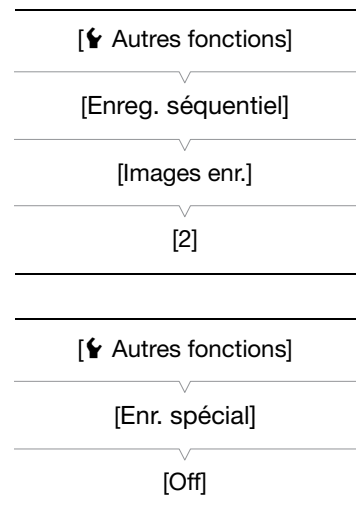 [ Autres fonctions]
[Enreg. séquentiel]
[Images enr.]
[2]
[ Autres fonctions]
[Enr. spécial]
[Off]